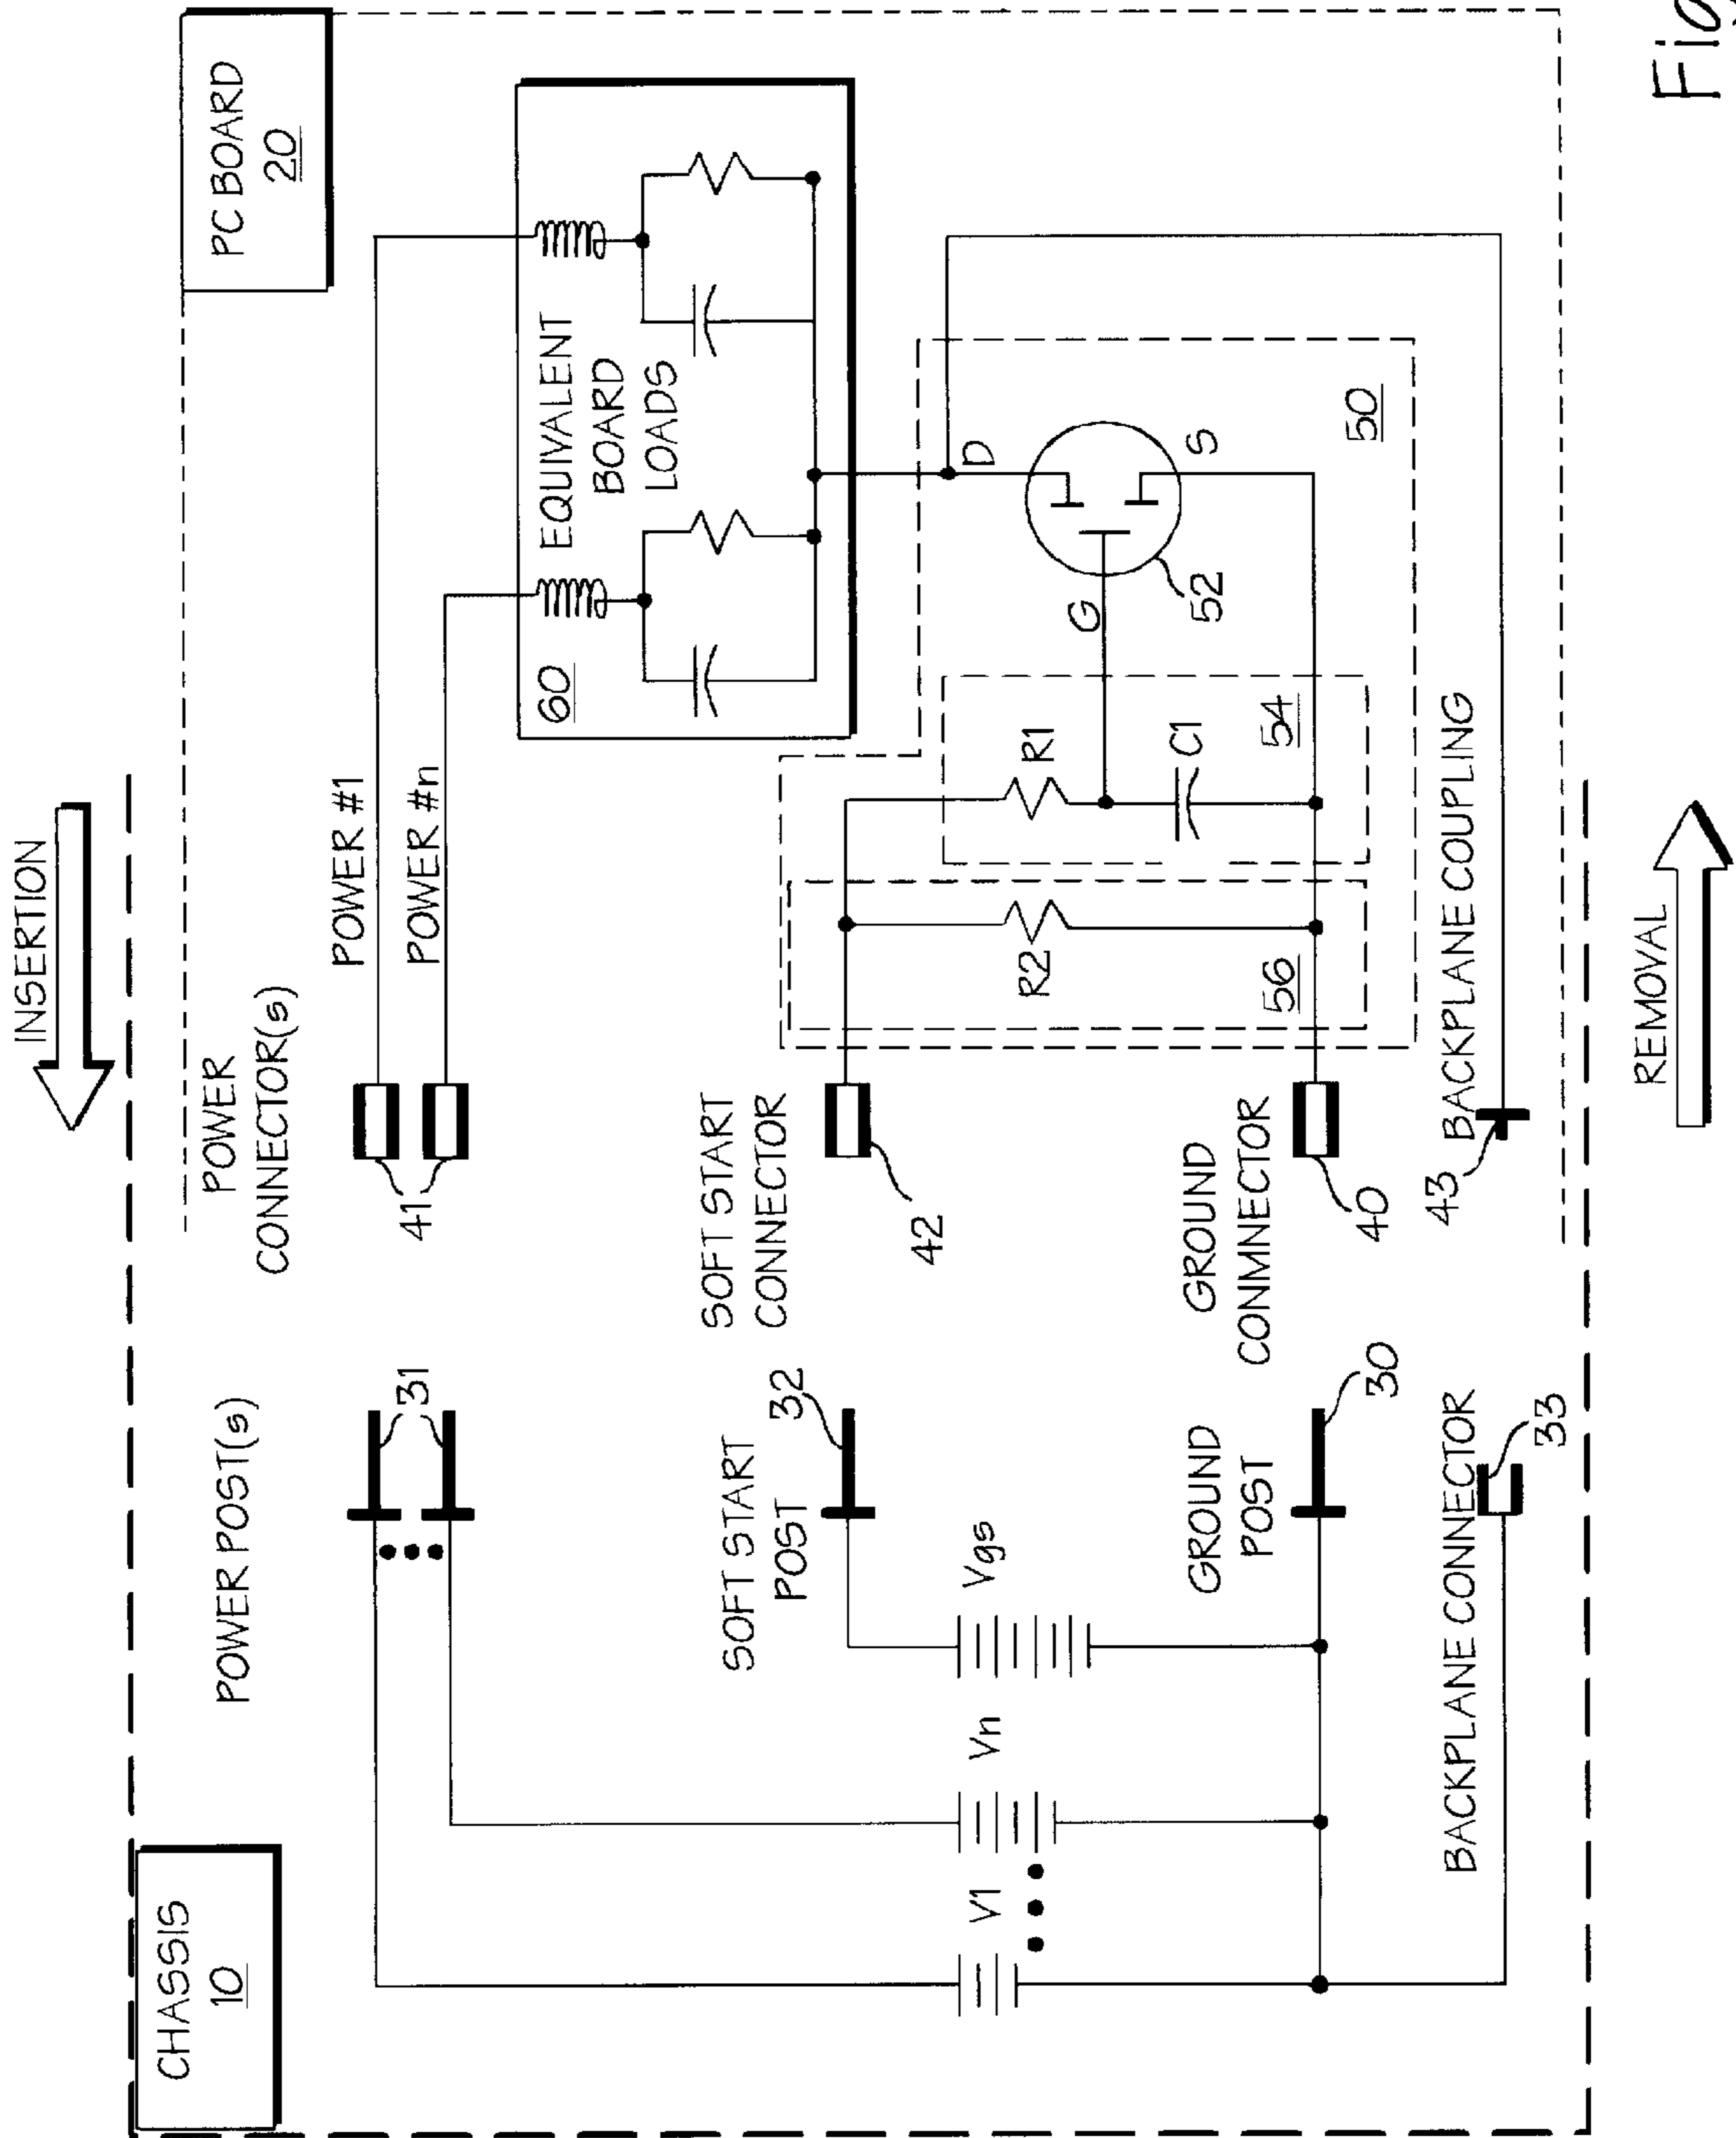 INSERTION
CHASSIS
10
PC BOARD
20
POWER POST(s)
31
POWER
CONNECTOR(s)
41
POWER #1
POWER #n
60
EQUIVALENT
BOARD
LOADS
SOFT START
POST
32
SOFT START
CONNECTOR
42
V1
Vn
Vgs
R2
56
R1
C1
54
G
D
S
52
50
GROUND
POST
30
GROUND
CONMNECTOR
40
BACKPLANE CONNECTOR
33
43
BACKPLANE COUPLING
REMOVAL